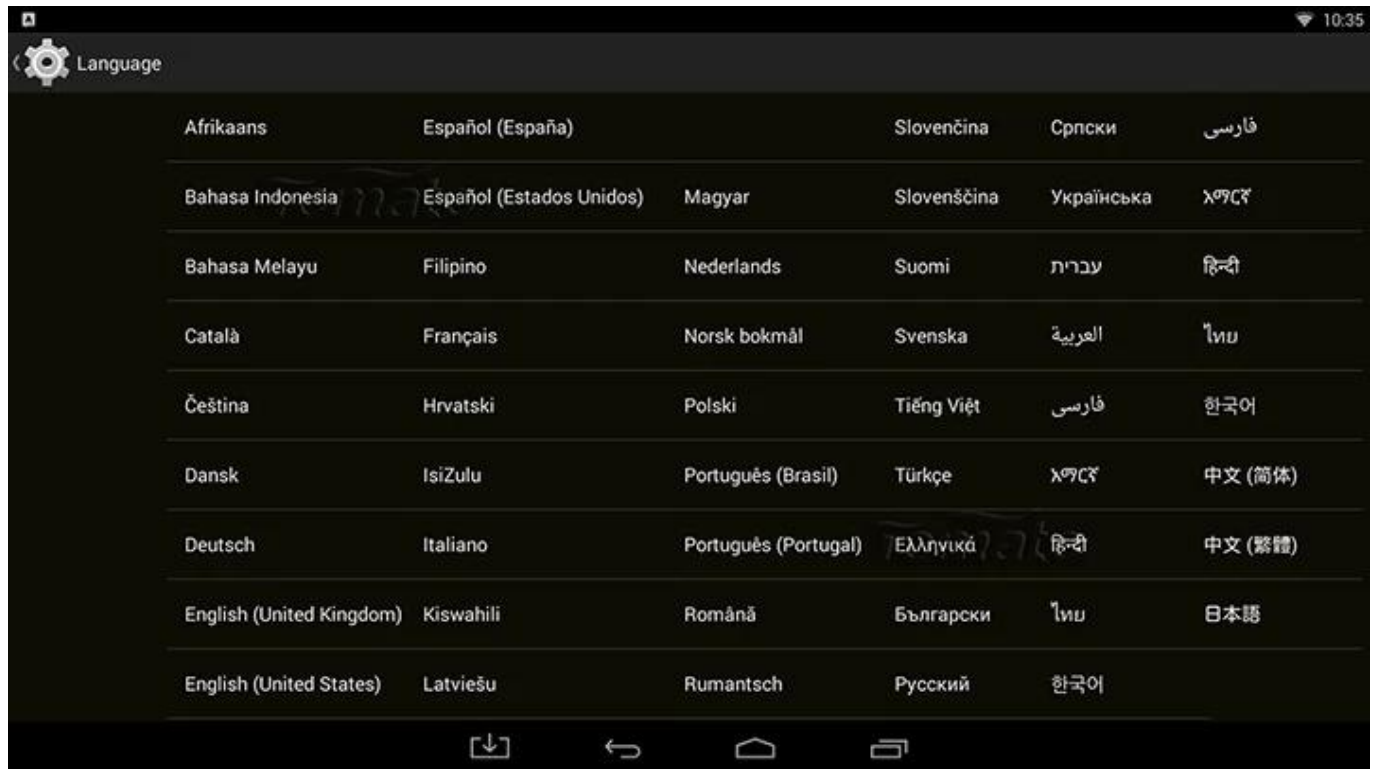 10:35
Language
Afrikaans Español (España) Slovenčina Српски فارسی
Bahasa Indonesia Español (Estados Unidos) Magyar Slovenščina Українська አማርኛ
Bahasa Melayu Filipino Nederlands Suomi עברית हिन्दी
Català Français Norsk bokmål Svenska العربية ไทย
Čeština Hrvatski Polski Tiếng Việt فارسی 한국어
Dansk IsiZulu Português (Brasil) Türkçe አማርኛ 中文 (简体)
Deutsch Italiano Português (Portugal) Ελληνικά हिन्दी 中文 (繁體)
English (United Kingdom) Kiswahili Română Български ไทย 日本語
English (United States) Latviešu Rumantsch Русский 한국어